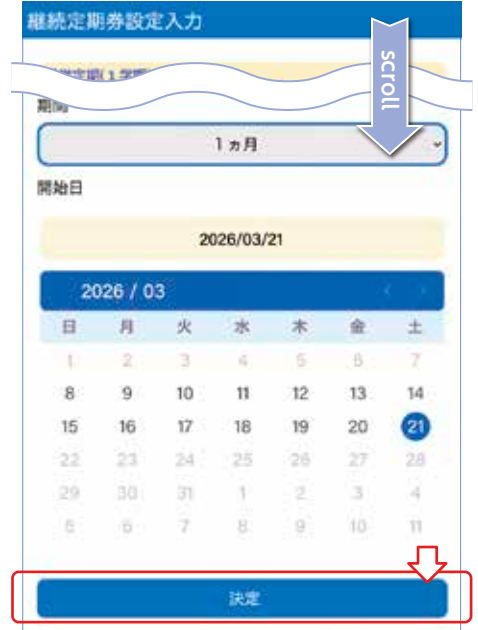 継続定期券設定入力
scroll
期間
1ヵ月
開始日
2026/03/21
2026 / 03
日 月 火 水 木 金 土
1 2 3 4 5 6 7
8 9 10 11 12 13 14
15 16 17 18 19 20 21
22 23 24 25 26 27 28
29 30 31 1 2 3 4
5 6 7 8 9 10 11
決定